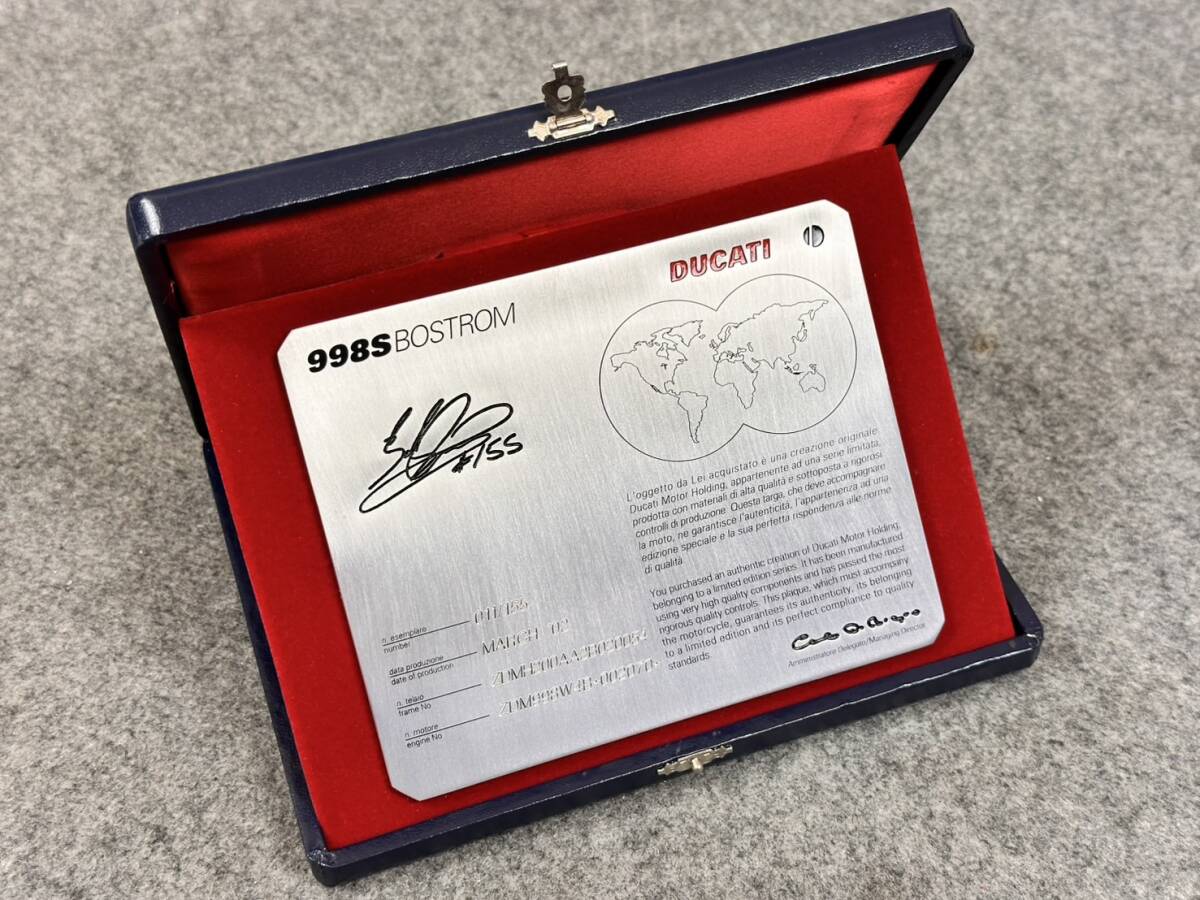 DUCATI
998SBOSTROM
#155
L'oggetto da Lei acquistato è una creazione originale
Ducati Motor Holding, appartenente ad una serie limitata,
prodotta con materiali di alta qualità e sottoposta a rigorosi
controlli di produzione. Questa targa, che deve accompagnare
la moto, ne garantisce l'autenticità, l'appartenenza ad una
edizione speciale e la sua perfetta rispondenza alle norme
di qualità.
You purchased an authentic creation of Ducati Motor Holding,
belonging to a limited edition series. It has been manufactured
using very high quality components and has passed the most
rigorous quality controls. This plaque, which must accompany
the motorcycle, guarantees its authenticity, its belonging
to a limited edition and its perfect compliance to quality
standards.
Amministratore Delegato/Managing Director
n. esemplare 011/155
number
data produzione MARCH '02
date of production
n. telaio
frame No
n. motore
engine No